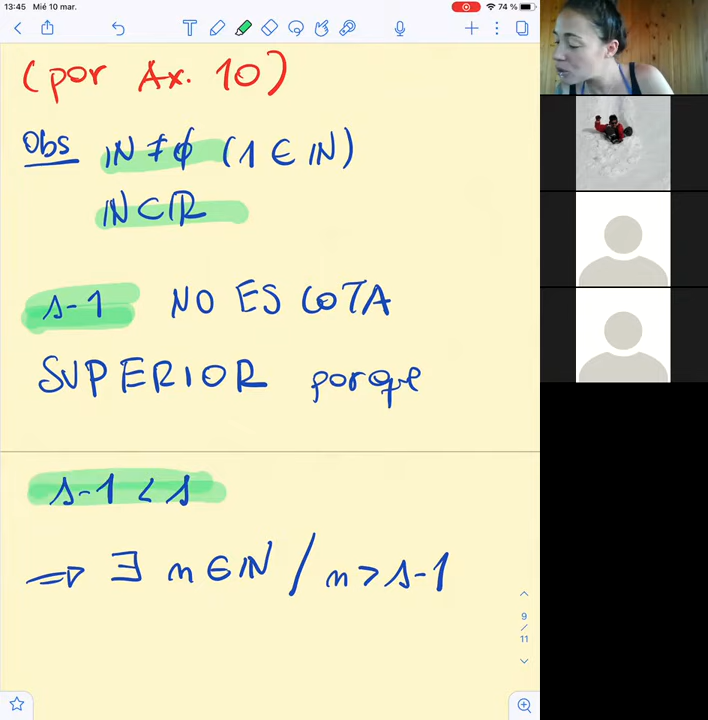 13:45 Mié 10 mar.
74 %
(por Ax. 10)
Obs ℕ ≠ ϕ (1 ∈ ℕ)
ℕ ⊂ ℝ
s-1 NO ES COTA
SUPERIOR porque
s-1 < s
⇒ ∃ n ∈ ℕ / n > s-1
9
/
11